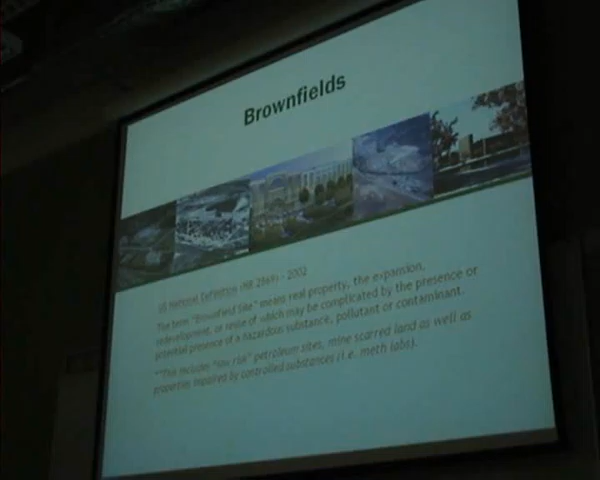 Brownfields
US National Definition (HR 2869) - 2002
The term "Brownfield Site" means real property, the expansion,
redevelopment, or reuse of which may be complicated by the presence or
potential presence of a hazardous substance, pollutant or contaminant.
**This includes "low risk" petroleum sites, mine scarred land as well as
properties impaired by controlled substances (i.e. meth labs).